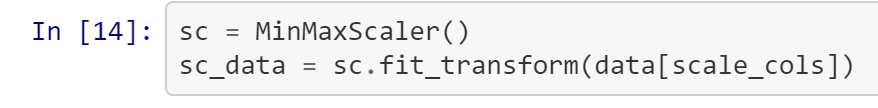 In [14]: sc = MinMaxScaler()
sc_data = sc.fit_transform(data[scale_cols])